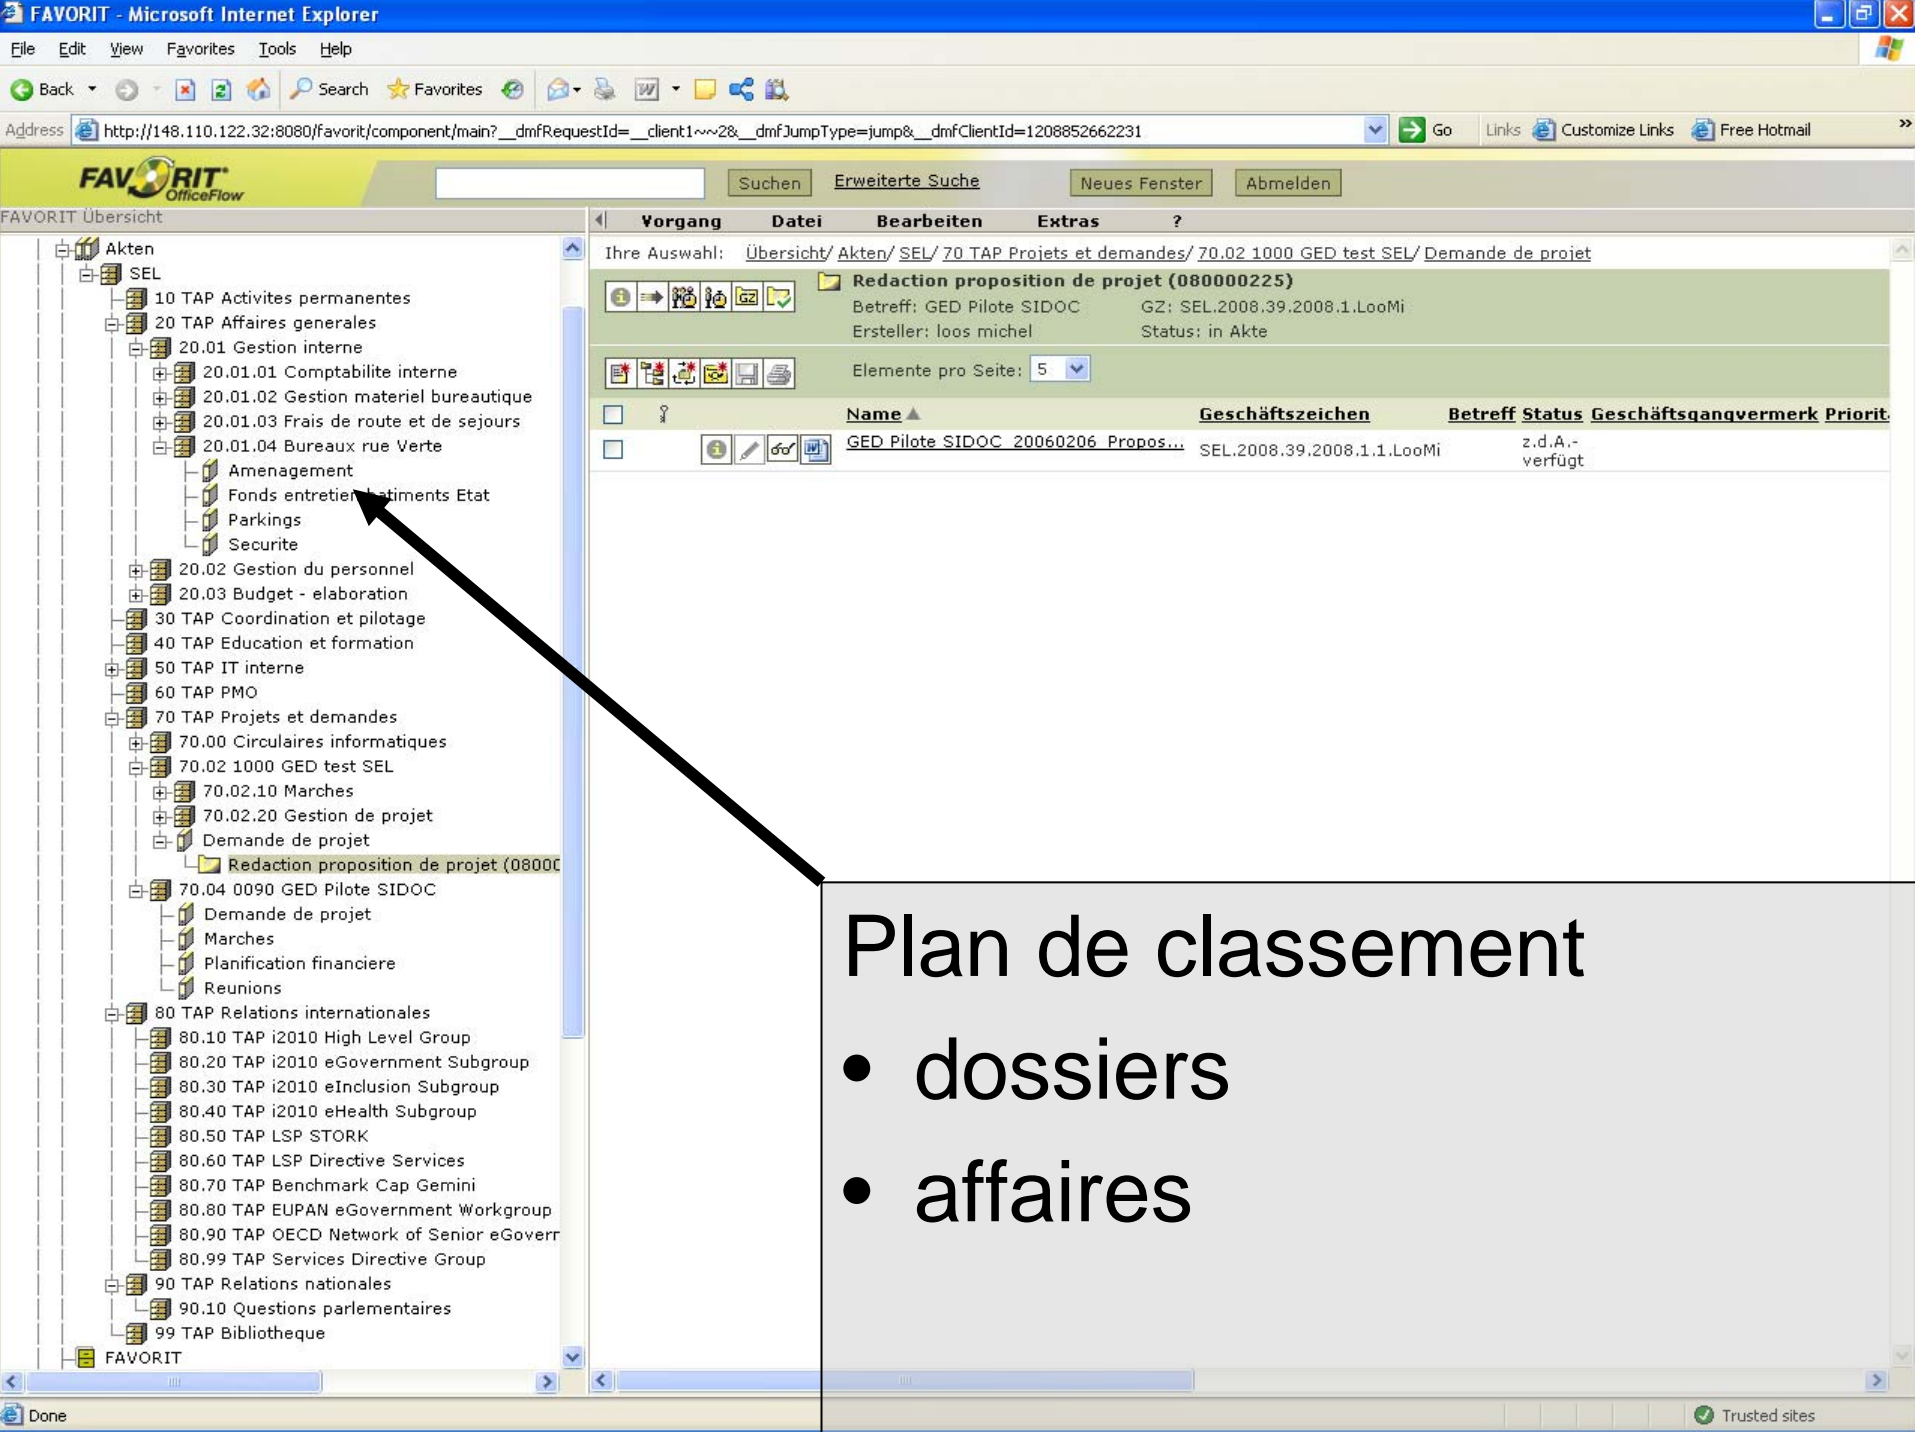 FAVORIT - Microsoft Internet Explorer
File Edit View Favorites Tools Help
Back Search Favorites
Address http://148.110.122.32:8080/favorit/component/main?__dmfRequestId=__client1~~2&__dmfJumpType=jump&__dmfClientId=1208852662231 Go Links Customize Links Free Hotmail »
FAVORIT OfficeFlow Suchen Erweiterte Suche Neues Fenster Abmelden
FAVORIT Übersicht
Akten
SEL
10 TAP Activites permanentes
20 TAP Affaires generales
20.01 Gestion interne
20.01.01 Comptabilite interne
20.01.02 Gestion materiel bureautique
20.01.03 Frais de route et de sejours
20.01.04 Bureaux rue Verte
Amenagement
Fonds entretien batiments Etat
Parkings
Securite
20.02 Gestion du personnel
20.03 Budget - elaboration
30 TAP Coordination et pilotage
40 TAP Education et formation
50 TAP IT interne
60 TAP PMO
70 TAP Projets et demandes
70.00 Circulaires informatiques
70.02 1000 GED test SEL
70.02.10 Marches
70.02.20 Gestion de projet
Demande de projet
Redaction proposition de projet (0800
70.04 0090 GED Pilote SIDOC
Demande de projet
Marches
Planification financiere
Reunions
80 TAP Relations internationales
80.10 TAP i2010 High Level Group
80.20 TAP i2010 eGovernment Subgroup
80.30 TAP i2010 eInclusion Subgroup
80.40 TAP i2010 eHealth Subgroup
80.50 TAP LSP STORK
80.60 TAP LSP Directive Services
80.70 TAP Benchmark Cap Gemini
80.80 TAP EUPAN eGovernment Workgroup
80.90 TAP OECD Network of Senior eGover
80.99 TAP Services Directive Group
90 TAP Relations nationales
90.10 Questions parlementaires
99 TAP Bibliotheque
FAVORIT
Vorgang Datei Bearbeiten Extras ?
Ihre Auswahl: Übersicht/ Akten/ SEL/ 70 TAP Projets et demandes/ 70.02 1000 GED test SEL/ Demande de projet
Redaction proposition de projet (080000225)
Betreff: GED Pilote SIDOC GZ: SEL.2008.39.2008.1.LooMi
Ersteller: loos michel Status: in Akte
GZ
Elemente pro Seite: 5
Name Geschäftszeichen Betreff Status Geschäftsgangvermerk Priorit
GED Pilote SIDOC_20060206_Propos... SEL.2008.39.2008.1.1.LooMi z.d.A.-
verfügt
Plan de classement
• dossiers
• affaires
Done Trusted sites